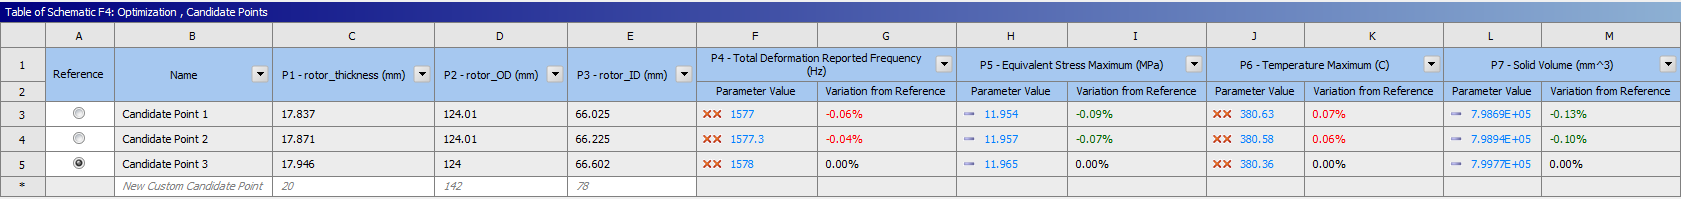 Table of Schematic F4: Optimization , Candidate Points
A B C D E F G H I J K L M
1 Reference Name P1 - rotor_thickness (mm) P2 - rotor_OD (mm) P3 - rotor_ID (mm) P4 - Total Deformation Reported Frequency (Hz) P5 - Equivalent Stress Maximum (MPa) P6 - Temperature Maximum (C) P7 - Solid Volume (mm^3)
2 Parameter Value Variation from Reference Parameter Value Variation from Reference Parameter Value Variation from Reference Parameter Value Variation from Reference
3 Candidate Point 1 17.837 124.01 66.025 1577 -0.06% 11.954 -0.09% 380.63 0.07% 7.9869E+05 -0.13%
4 Candidate Point 2 17.871 124.01 66.225 1577.3 -0.04% 11.957 -0.07% 380.58 0.06% 7.9894E+05 -0.10%
5 Candidate Point 3 17.946 124 66.602 1578 0.00% 11.965 0.00% 380.36 0.00% 7.9977E+05 0.00%
* New Custom Candidate Point 20 142 78